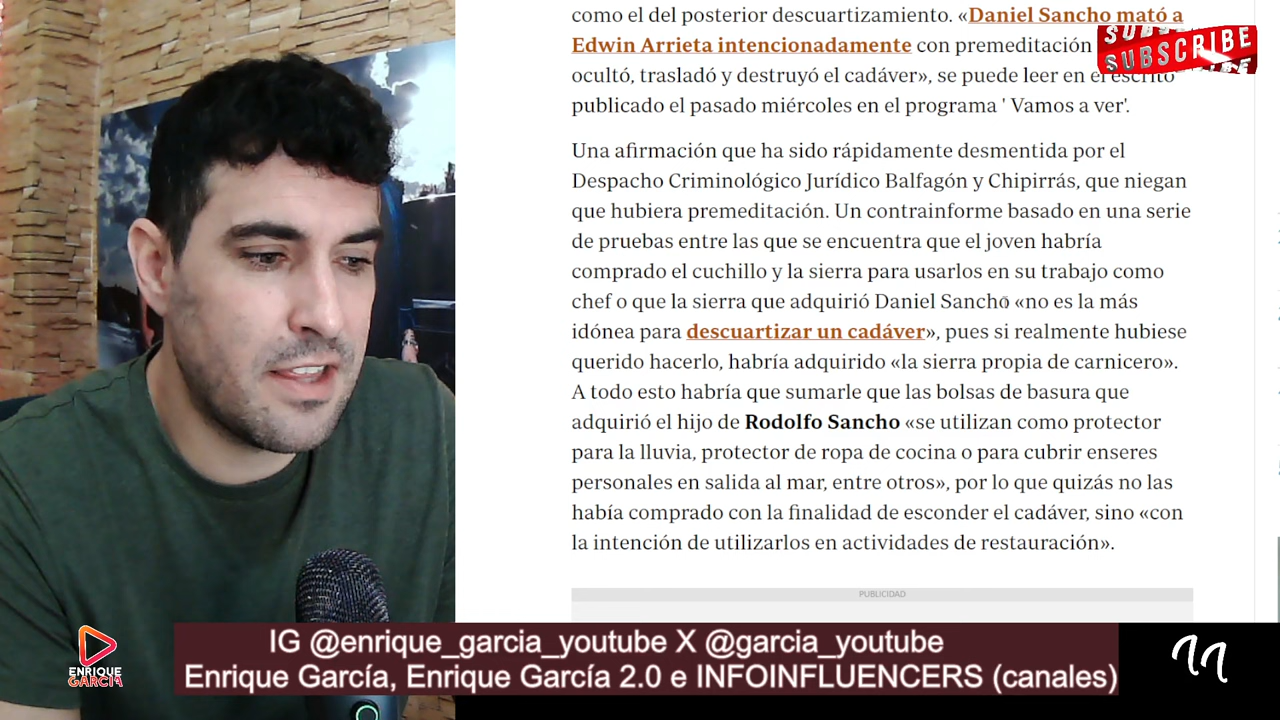 como el del posterior descuartizamiento. «Daniel Sancho mató a
Edwin Arrieta intencionadamente con premeditación
SUBSCRIBE
ocultó, trasladó y destruyó el cadáver», se puede leer en el escrito
publicado el pasado miércoles en el programa ' Vamos a ver'.
Una afirmación que ha sido rápidamente desmentida por el
Despacho Criminológico Jurídico Balfagón y Chipirrás, que niegan
que hubiera premeditación. Un contrainforme basado en una serie
de pruebas entre las que se encuentra que el joven habría
comprado el cuchillo y la sierra para usarlos en su trabajo como
chef o que la sierra que adquirió Daniel Sancho «no es la más
idónea para descuartizar un cadáver», pues si realmente hubiese
querido hacerlo, habría adquirido «la sierra propia de carnicero».
A todo esto habría que sumarle que las bolsas de basura que
adquirió el hijo de Rodolfo Sancho «se utilizan como protector
para la lluvia, protector de ropa de cocina o para cubrir enseres
personales en salida al mar, entre otros», por lo que quizás no las
había comprado con la finalidad de esconder el cadáver, sino «con
la intención de utilizarlos en actividades de restauración».
PUBLICIDAD
IG @enrique_garcia_youtube X @garcia_youtube
Enrique García, Enrique García 2.0 e INFOINFLUENCERS (canales)
ENRIQUE
GARCÍA